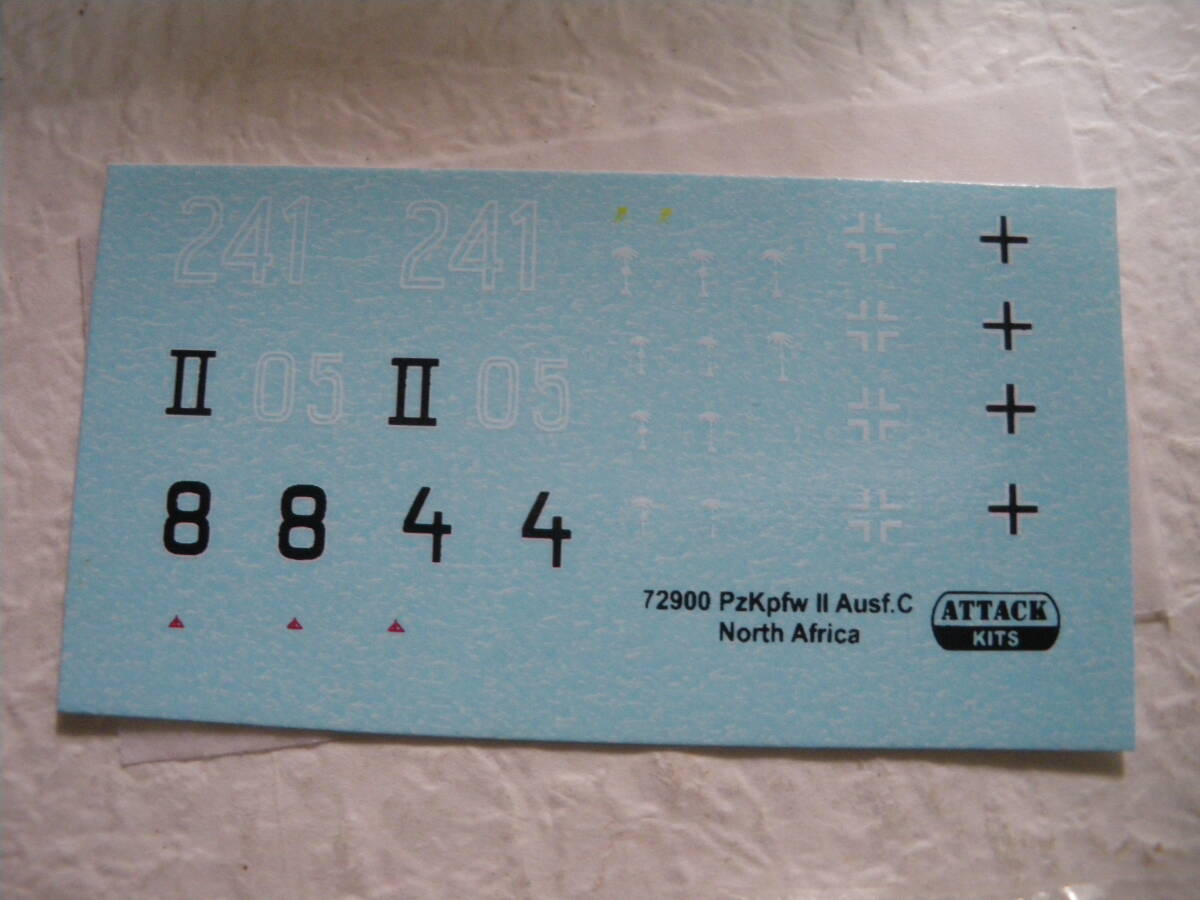 241 241
II 05 II 05
8 8 4 4
72900 PzKpfw II Ausf.C
North Africa
ATTACK
KITS